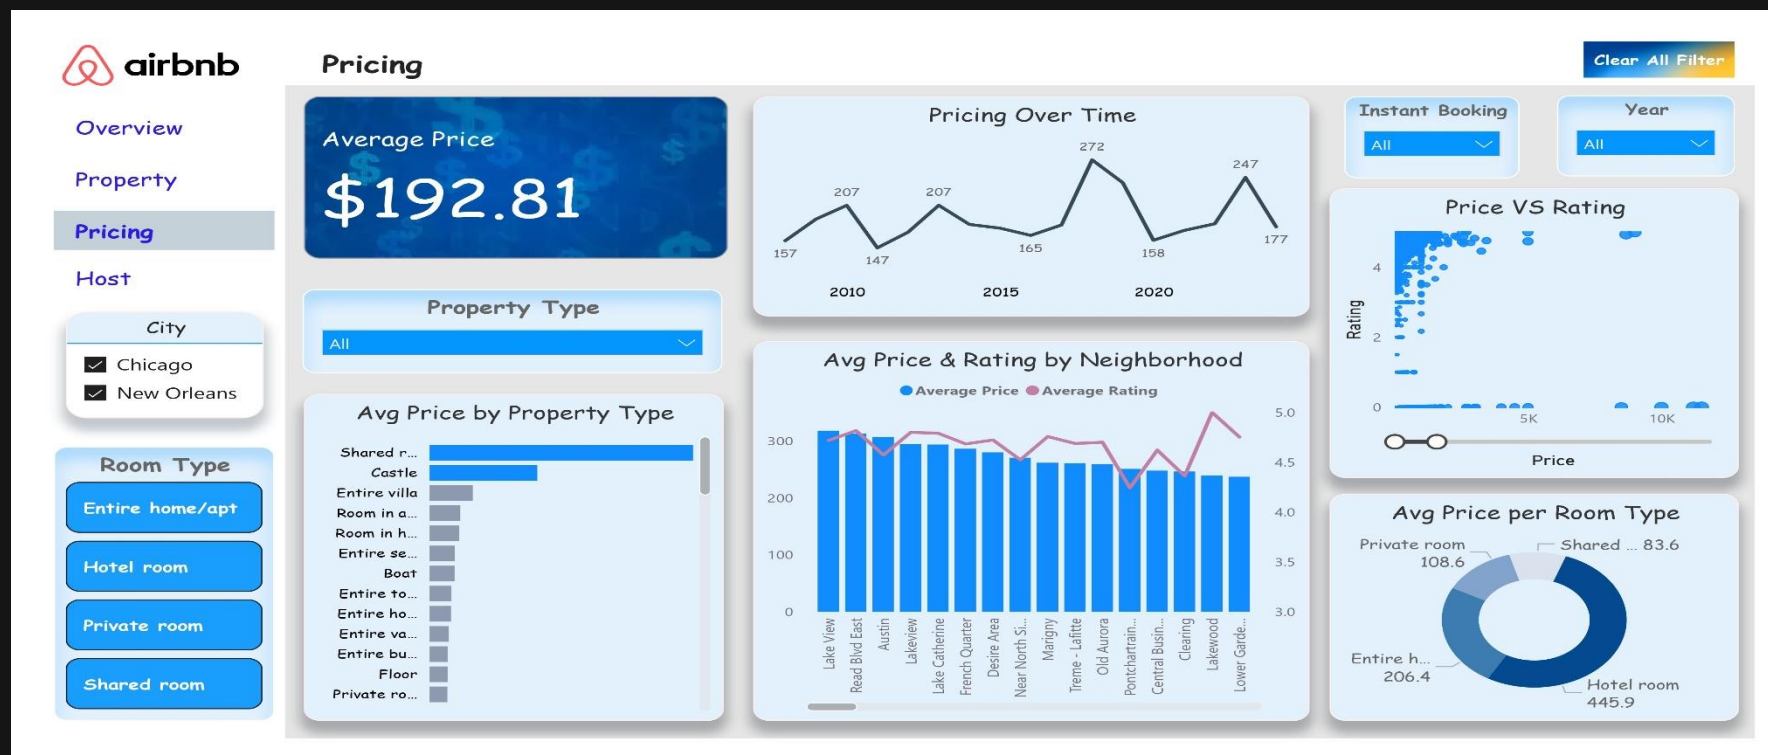 airbnb
Pricing
Clear All Filter
Overview
Property
Pricing
Host
City
Chicago
New Orleans
Room Type
Entire home/apt
Hotel room
Private room
Shared room
Average Price
$192.81
Property Type
All
Avg Price by Property Type
Shared r...
Castle
Entire villa
Room in a...
Room in h...
Entire se...
Boat
Entire to...
Entire ho...
Entire va...
Entire bu...
Floor
Private ro...
Pricing Over Time
272
247
207
207
157
147
165
158
177
2010
2015
2020
Avg Price & Rating by Neighborhood
Average Price
Average Rating
300
200
100
0
5.0
4.5
4.0
3.5
3.0
Lake View
Read Blvd East
Austin
Lakeview
Lake Catherine
French Quarter
Desire Area
Near North Si...
Marigny
Treme - Lafitte
Old Aurora
Pontchartrain...
Central Busin...
Clearing
Lakewood
Lower Garde...
Instant Booking
All
Year
All
Price VS Rating
Rating
4
2
0
5K
10K
Price
Avg Price per Room Type
Private room
108.6
Shared ... 83.6
Entire h...
206.4
Hotel room
445.9